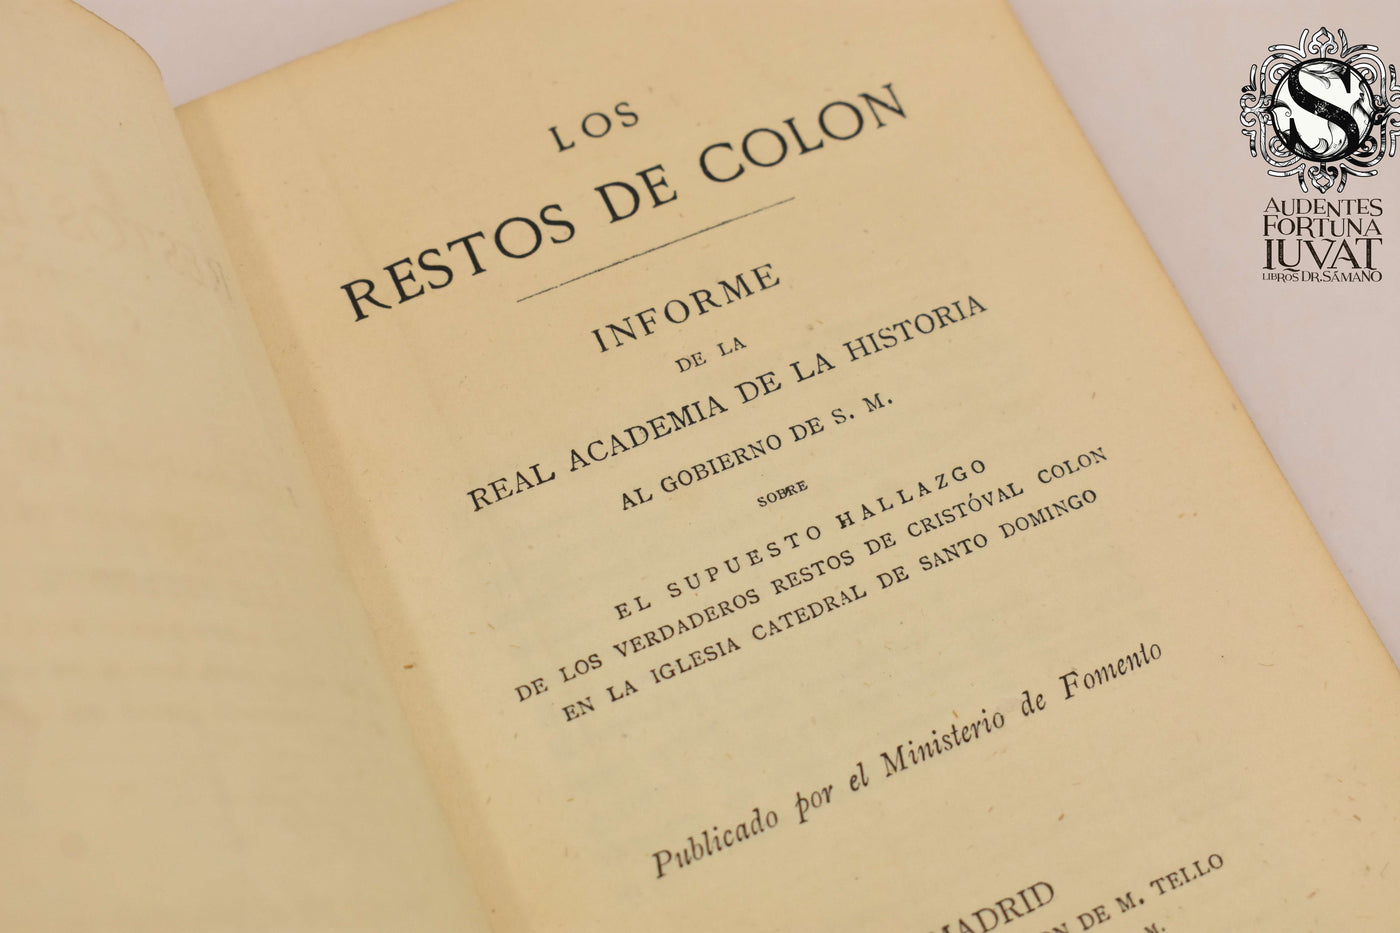 LOS
RESTOS DE COLON
INFORME
DE LA
REAL ACADEMIA DE LA HISTORIA
AL GOBIERNO DE S. M.
SOBRE
EL SUPUESTO HALLAZGO
DE LOS VERDADEROS RESTOS DE CRISTÓVAL COLON
EN LA IGLESIA CATEDRAL DE SANTO DOMINGO
Publicado por el Ministerio de Fomento
MADRID
DE M. TELLO
S
AUDENTES
FORTUNA
IUVAT
LIBROS DR. SÁMANO